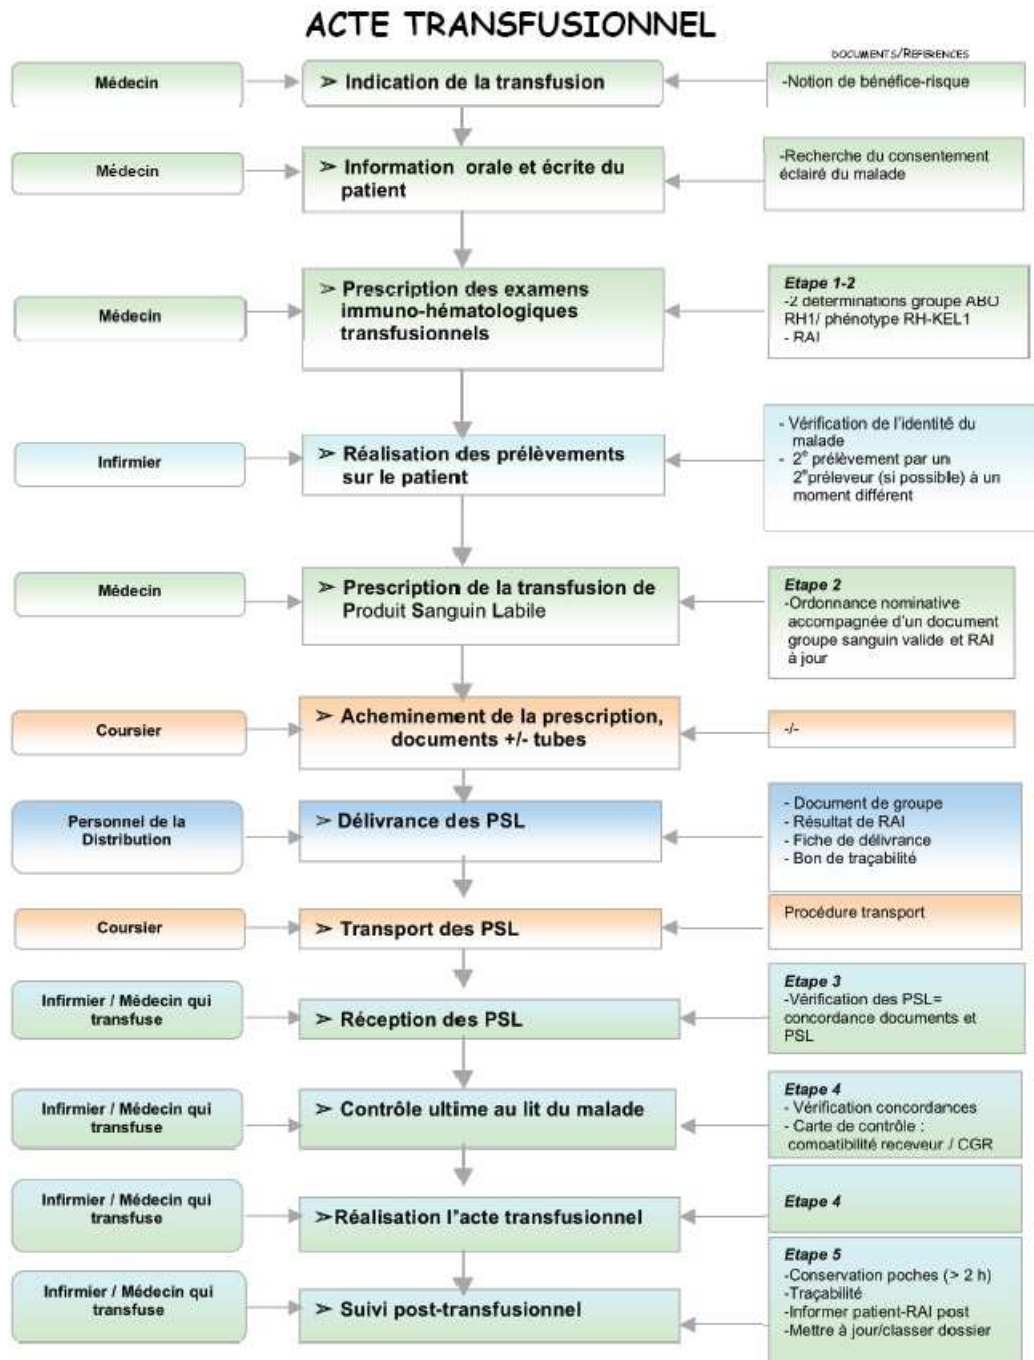 ACTE TRANSFUSIONNEL
DOCUMENTS/REFERENCES
Médecin
➢ Indication de la transfusion
-Notion de bénéfice-risque
Médecin
➢ Information orale et écrite du
patient
-Recherche du consentement
éclairé du malade
Médecin
➢ Prescription des examens
immuno-hématologiques
transfusionnels
Etape 1-2
-2 déterminations groupe ABO
RH1/ phénotype RH-KEL1
- RAI
Infirmier
➢ Réalisation des prélèvements
sur le patient
- Vérification de l'identité du
malade
- 2e prélèvement par un
2epréleveur (si possible) à un
moment différent
Médecin
➢ Prescription de la transfusion de
Produit Sanguin Labile
Etape 2
-Ordonnance nominative
accompagnée d'un document
groupe sanguin valide et RAI
à jour
Coursier
➢ Acheminement de la prescription,
documents +/- tubes
-/-
Personnel de la
Distribution
➢ Délivrance des PSL
- Document de groupe
- Résultat de RAI
- Fiche de délivrance
- Bon de traçabilité
Coursier
➢ Transport des PSL
Procédure transport
Infirmier / Médecin qui
transfuse
➢ Réception des PSL
Etape 3
-Vérification des PSL=
concordance documents et
PSL
Infirmier / Médecin qui
transfuse
➢ Contrôle ultime au lit du malade
Etape 4
- Vérification concordances
- Carte de contrôle :
compatibilité receveur / CGR
Infirmier / Médecin qui
transfuse
➢Réalisation l'acte transfusionnel
Etape 4
Infirmier / Médecin qui
transfuse
➢ Suivi post-transfusionnel
Etape 5
-Conservation poches (> 2 h)
-Traçabilité
-Informer patient-RAI post
-Mettre à jour/classer dossier